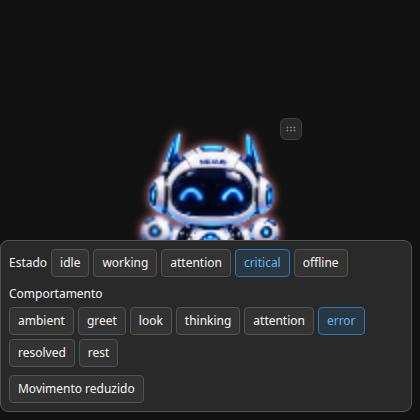 Estado idle working attention critical offline
Comportamento
ambient greet look thinking attention error
resolved rest
Movimento reduzido